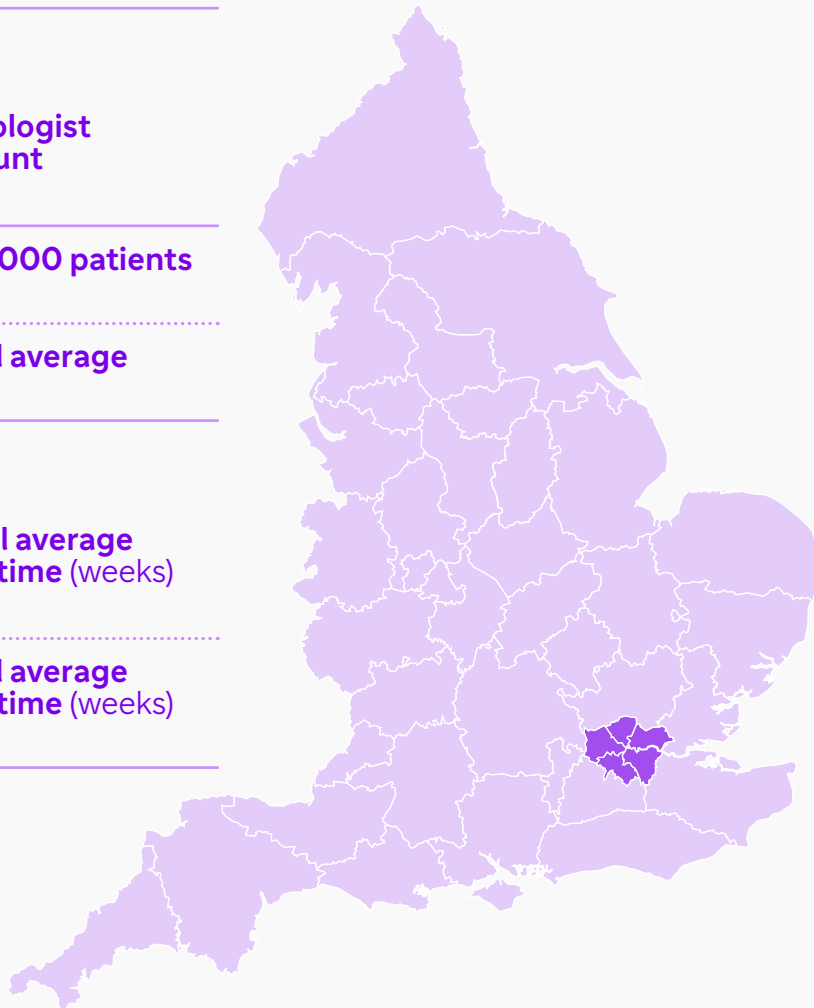 ologist
unt
000 patients
average
l average
time (weeks)
average
time (weeks)